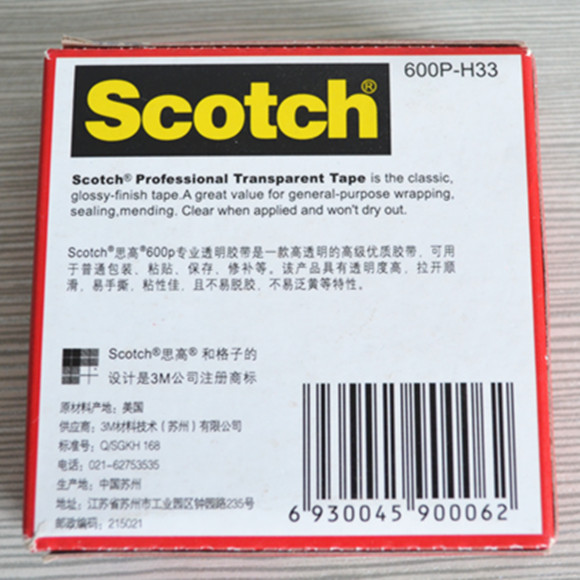 Scotch®
600P-H33
Scotch® Professional Transparent Tape is the classic,
glossy-finish tape.A great value for general-purpose wrapping,
sealing,mending. Clear when applied and won't dry out.
Scotch®思高®600p专业透明胶带是一款高透明的高级优质胶带, 可用
于普通包装、粘贴、保存、修补等。该产品具有透明度高, 拉开顺
滑, 易手撕, 粘性佳, 且不易脱胶, 不易泛黄等特性。
Scotch®思高® 和格子的
设计是3M公司注册商标
原材料产地: 美国
供应商: 3M材料技术（苏州）有限公司
标准号: Q/SGKH 168
电话: 021-62753535
生产地: 中国苏州
地址: 江苏省苏州市工业园区钟园路235号
邮政编码: 215021
6 930045 900062